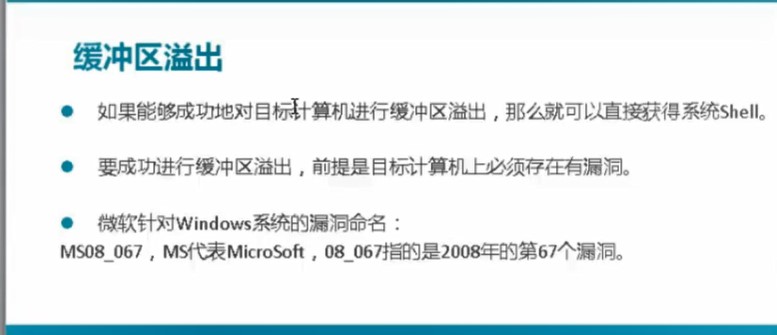 缓冲区溢出
如果能够成功地对目标计算机进行缓冲区溢出，那么就可以直接获得系统Shell。
要成功进行缓冲区溢出，前提是目标计算机上必须存在有漏洞。
微软针对Windows系统的漏洞命名：
MS08_067，MS代表MicroSoft，08_067指的是2008年的第67个漏洞。